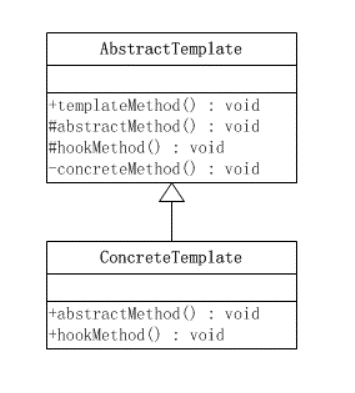 AbstractTemplate
+templateMethod() : void
#abstractMethod() : void
#hookMethod() : void
-concreteMethod() : void
ConcreteTemplate
+abstractMethod() : void
+hookMethod() : void